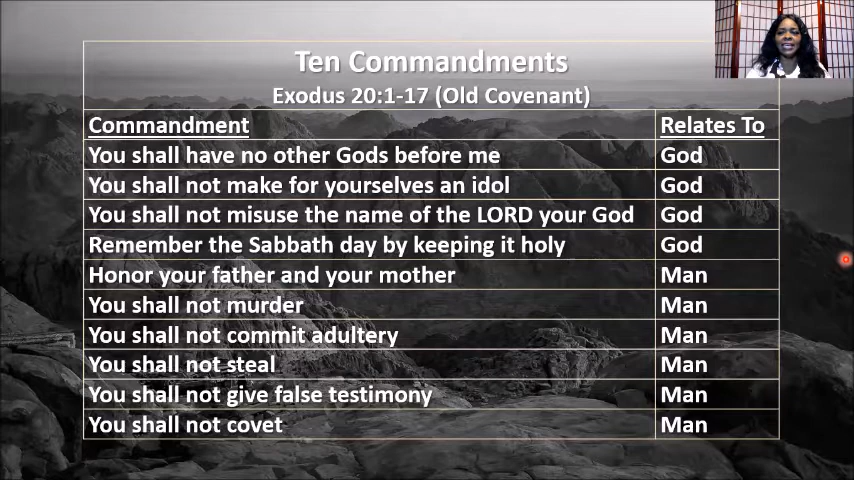 Ten Commandments
Exodus 20:1-17 (Old Covenant)
Commandment Relates To
You shall have no other Gods before me God
You shall not make for yourselves an idol God
You shall not misuse the name of the LORD your God God
Remember the Sabbath day by keeping it holy God
Honor your father and your mother Man
You shall not murder Man
You shall not commit adultery Man
You shall not steal Man
You shall not give false testimony Man
You shall not covet Man